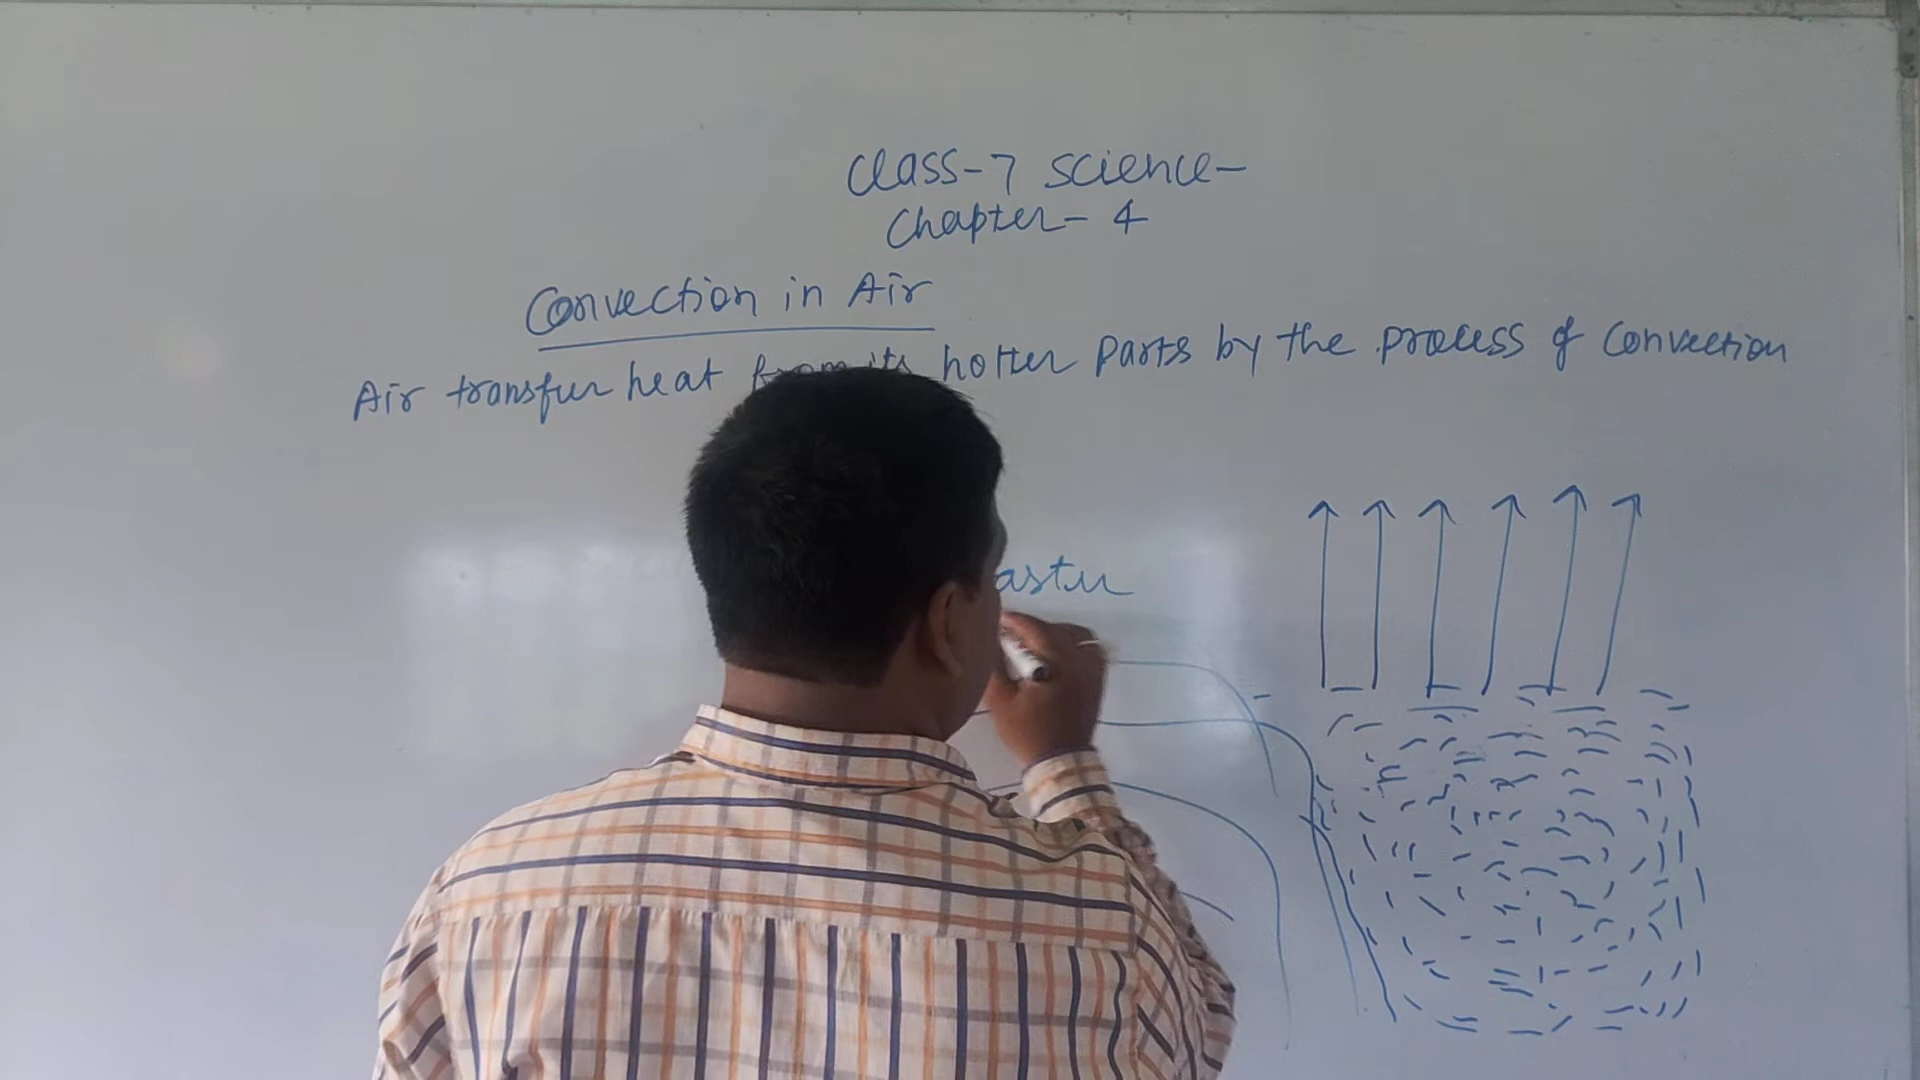 Class-7 science-
Chapter- 4
Convection in Air
Air transfer heat from its hotter parts by the process of convection